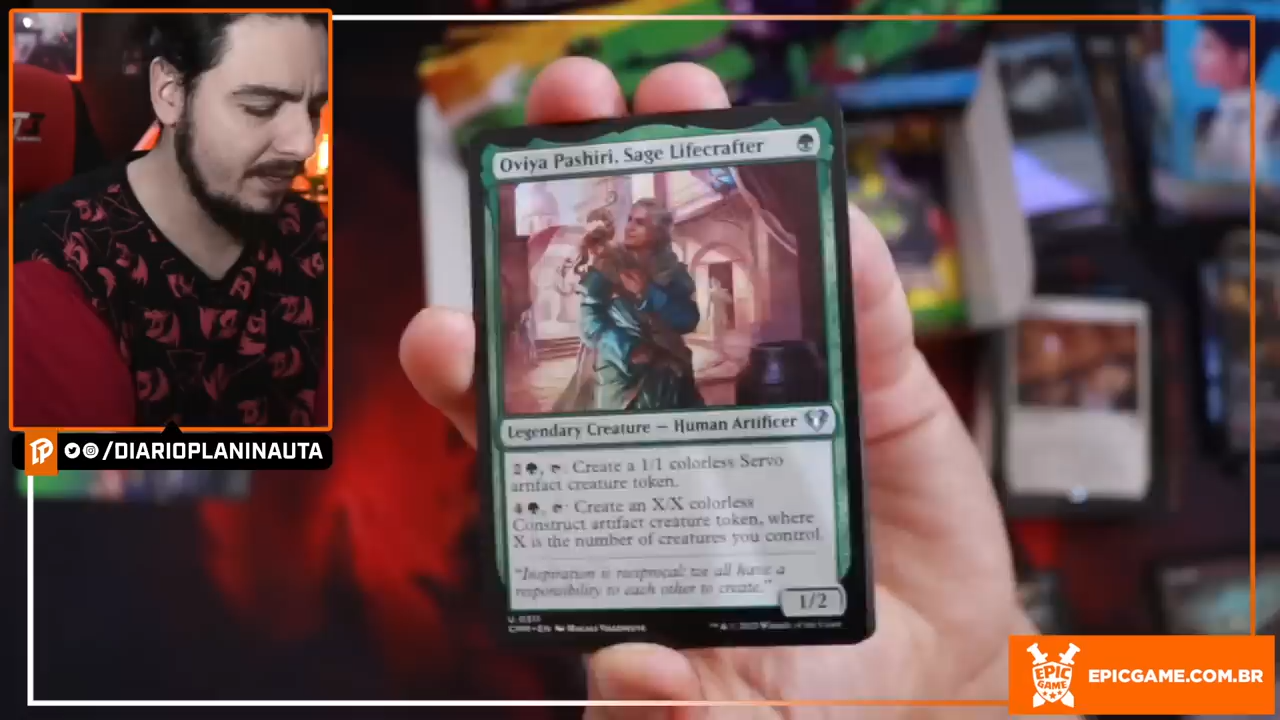 Oviya Pashiri, Sage Lifecrafter
Legendary Creature — Human Artificer
2 , : Create a 1/1 colorless Servo
artifact creature token.
4 , : Create an X/X colorless
Construct artifact creature token, where
X is the number of creatures you control.
"Inspiration is reciprocal: we all have a
responsibility to each other to create."
1/2
CMM • EN
/DIARIOPLANINAUTA
EPIC
GAME
EPICGAME.COM.BR